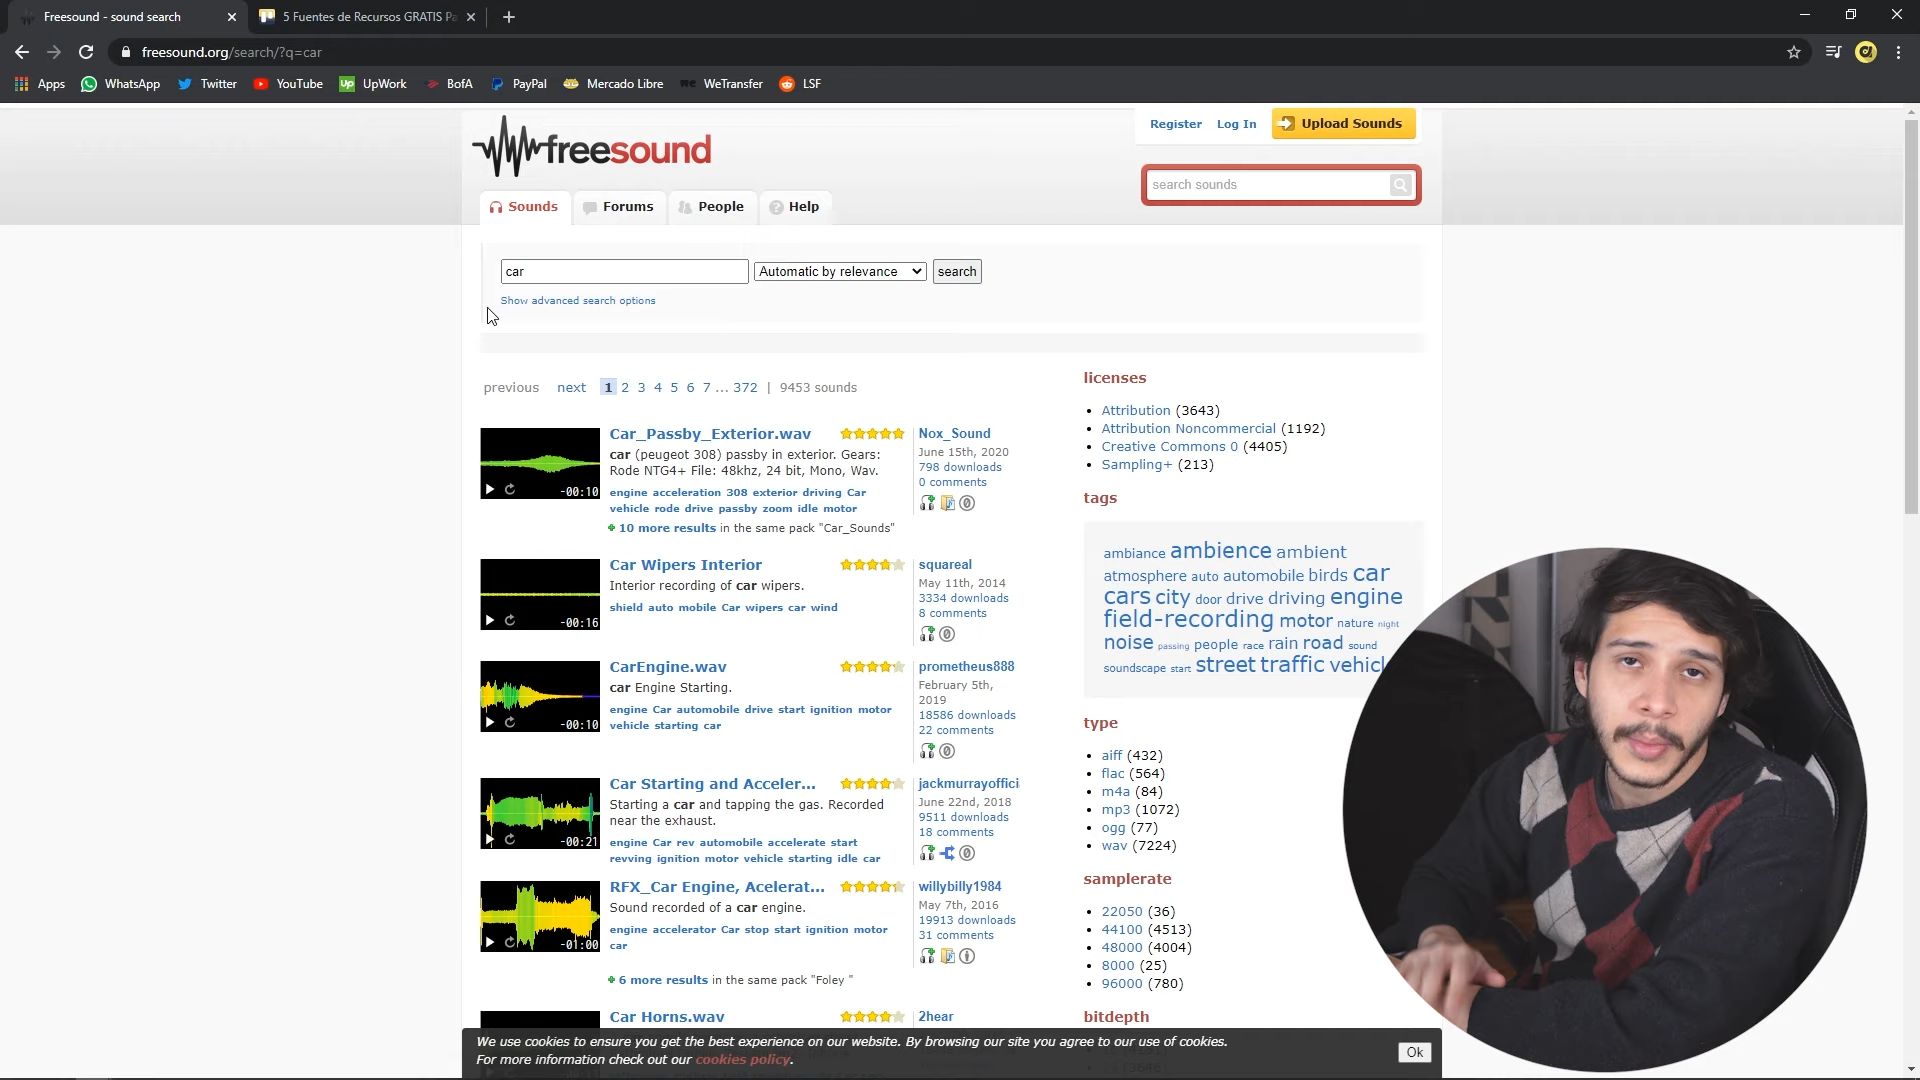 Freesound - sound search
5 Fuentes de Recursos GRATIS Pa
freesound.org/search/?q=car
Apps
WhatsApp
Twitter
YouTube
Up UpWork
BofA
PayPal
Mercado Libre
we WeTransfer
LSF
freesound
Register Log In Upload Sounds
search sounds
Sounds Forums People Help
car Automatic by relevance search
Show advanced search options
previous next 1 2 3 4 5 6 7 ... 372 | 9453 sounds
-00:10
Car_Passby_Exterior.wav
car (peugeot 308) passby in exterior. Gears:
Rode NTG4+ File: 48khz, 24 bit, Mono, Wav.
engine acceleration 308 exterior driving Car
vehicle rode drive passby zoom idle motor
10 more results in the same pack "Car_Sounds"
Nox_Sound
June 15th, 2020
798 downloads
0 comments
-00:16
Car Wipers Interior
Interior recording of car wipers.
shield auto mobile Car wipers car wind
squareal
May 11th, 2014
3334 downloads
8 comments
-00:10
CarEngine.wav
car Engine Starting.
engine Car automobile drive start ignition motor
vehicle starting car
prometheus888
February 5th,
2019
18586 downloads
22 comments
-00:21
Car Starting and Acceler...
Starting a car and tapping the gas. Recorded
near the exhaust.
engine Car rev automobile accelerate start
revving ignition motor vehicle starting idle car
jackmurrayoffici
June 22nd, 2018
9511 downloads
18 comments
-01:00
RFX_Car Engine, Acelerat...
Sound recorded of a car engine.
engine accelerator Car stop start ignition motor
car
6 more results in the same pack "Foley "
willybilly1984
May 7th, 2016
19913 downloads
31 comments
Car Horns.wav
2hear
licenses
Attribution (3643)
Attribution Noncommercial (1192)
Creative Commons 0 (4405)
Sampling+ (213)
tags
ambiance ambience ambient
atmosphere auto automobile birds car
cars city door drive driving engine
field-recording motor nature night
noise passing people race rain road sound
soundscape start street traffic vehicl
type
aiff (432)
flac (564)
m4a (84)
mp3 (1072)
ogg (77)
wav (7224)
samplerate
22050 (36)
44100 (4513)
48000 (4004)
8000 (25)
96000 (780)
bitdepth
We use cookies to ensure you get the best experience on our website. By browsing our site you agree to our use of cookies.
For more information check out our cookies policy.
Ok